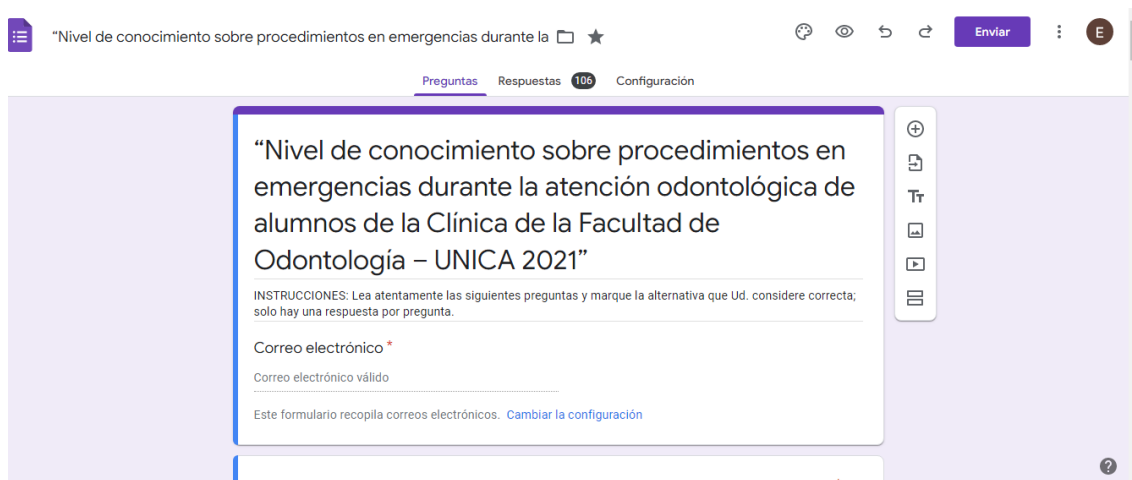 “Nivel de conocimiento sobre procedimientos en emergencias durante la
Enviar
E
Preguntas Respuestas 106 Configuración
“Nivel de conocimiento sobre procedimientos en
emergencias durante la atención odontológica de
alumnos de la Clínica de la Facultad de
Odontología – UNICA 2021”
INSTRUCCIONES: Lea atentamente las siguientes preguntas y marque la alternativa que Ud. considere correcta;
solo hay una respuesta por pregunta.
Correo electrónico *
Correo electrónico válido
Este formulario recopila correos electrónicos. Cambiar la configuración